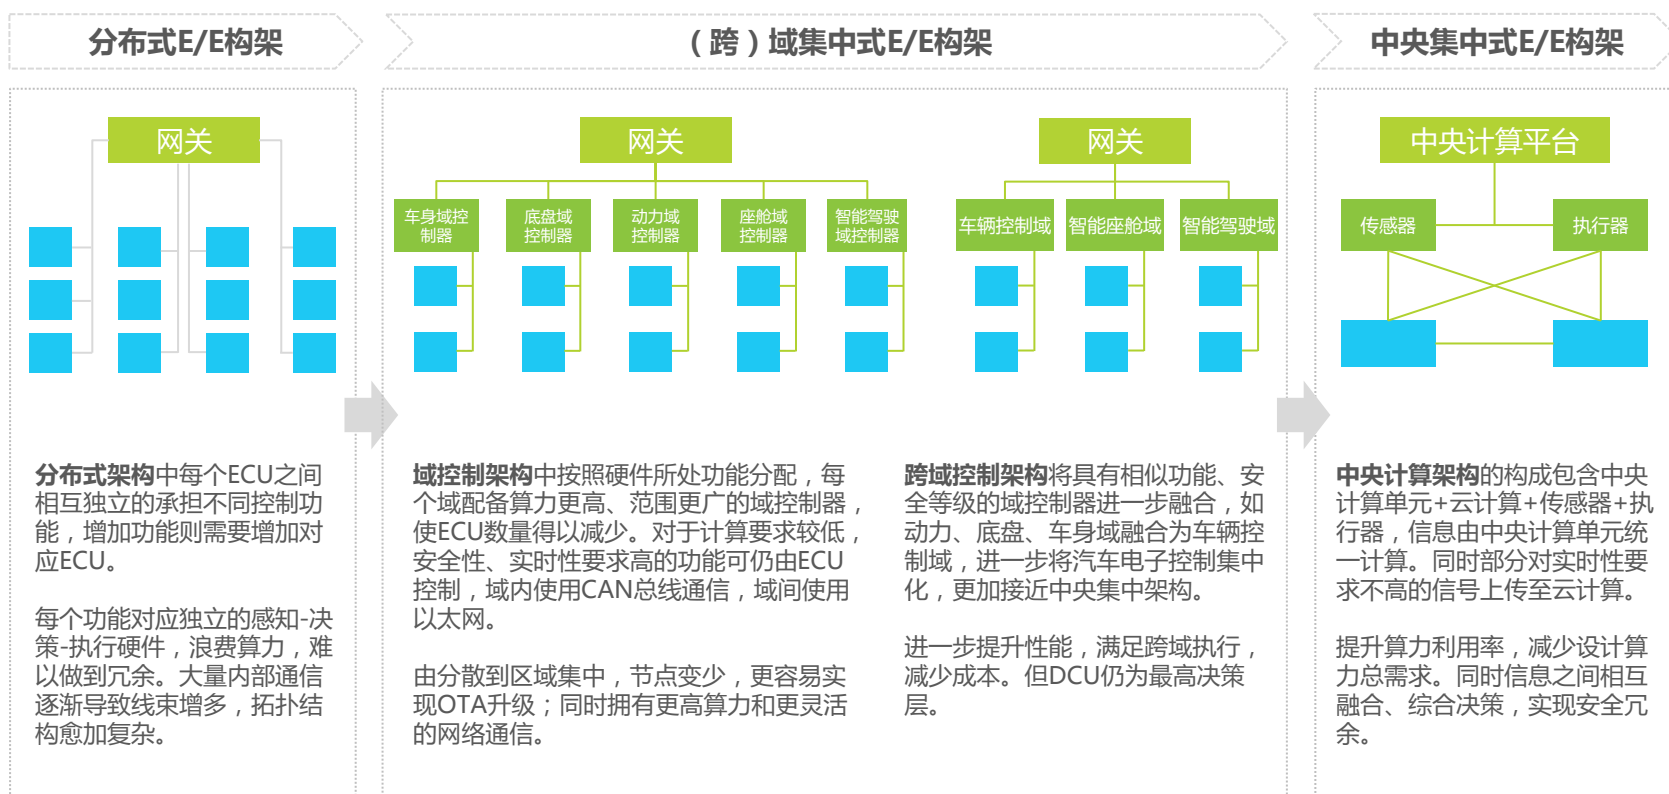 分布式E/E构架
（跨）域集中式E/E构架
中央集中式E/E构架
网关
网关
车身域控
制器
底盘域
控制器
动力域
控制器
座舱域
控制器
智能驾驶
域控制器
网关
车辆控制域
智能座舱域
智能驾驶域
中央计算平台
传感器
执行器
分布式架构中每个ECU之间
相互独立的承担不同控制功
能，增加功能则需要增加对
应ECU。
每个功能对应独立的感知-决
策-执行硬件，浪费算力，难
以做到冗余。大量内部通信
逐渐导致线束增多，拓扑结
构愈加复杂。
域控制架构中按照硬件所处功能分配，每
个域配备算力更高、范围更广的域控制器，
使ECU数量得以减少。对于计算要求较低，
安全性、实时性要求高的功能可仍由ECU
控制，域内使用CAN总线通信，域间使用
以太网。
由分散到区域集中，节点变少，更容易实
现OTA升级；同时拥有更高算力和更灵活
的网络通信。
跨域控制架构将具有相似功能、安
全等级的域控制器进一步融合，如
动力、底盘、车身域融合为车辆控
制域，进一步将汽车电子控制集中
化，更加接近中央集中架构。
进一步提升性能，满足跨域执行，
减少成本。但DCU仍为最高决策
层。
中央计算架构的构成包含中央
计算单元+云计算+传感器+执
行器，信息由中央计算单元统
一计算。同时部分对实时性要
求不高的信号上传至云计算。
提升算力利用率，减少设计算
力总需求。同时信息之间相互
融合、综合决策，实现安全冗
余。